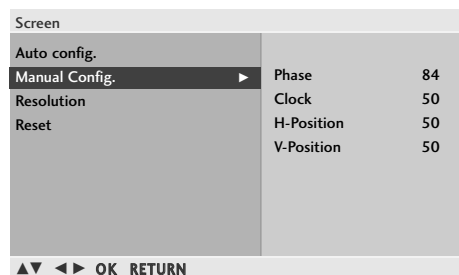 Screen
Auto config.
Manual Config. ►
Resolution
Reset
Phase 84
Clock 50
H-Position 50
V-Position 50
▲▼ ◄► OK RETURN